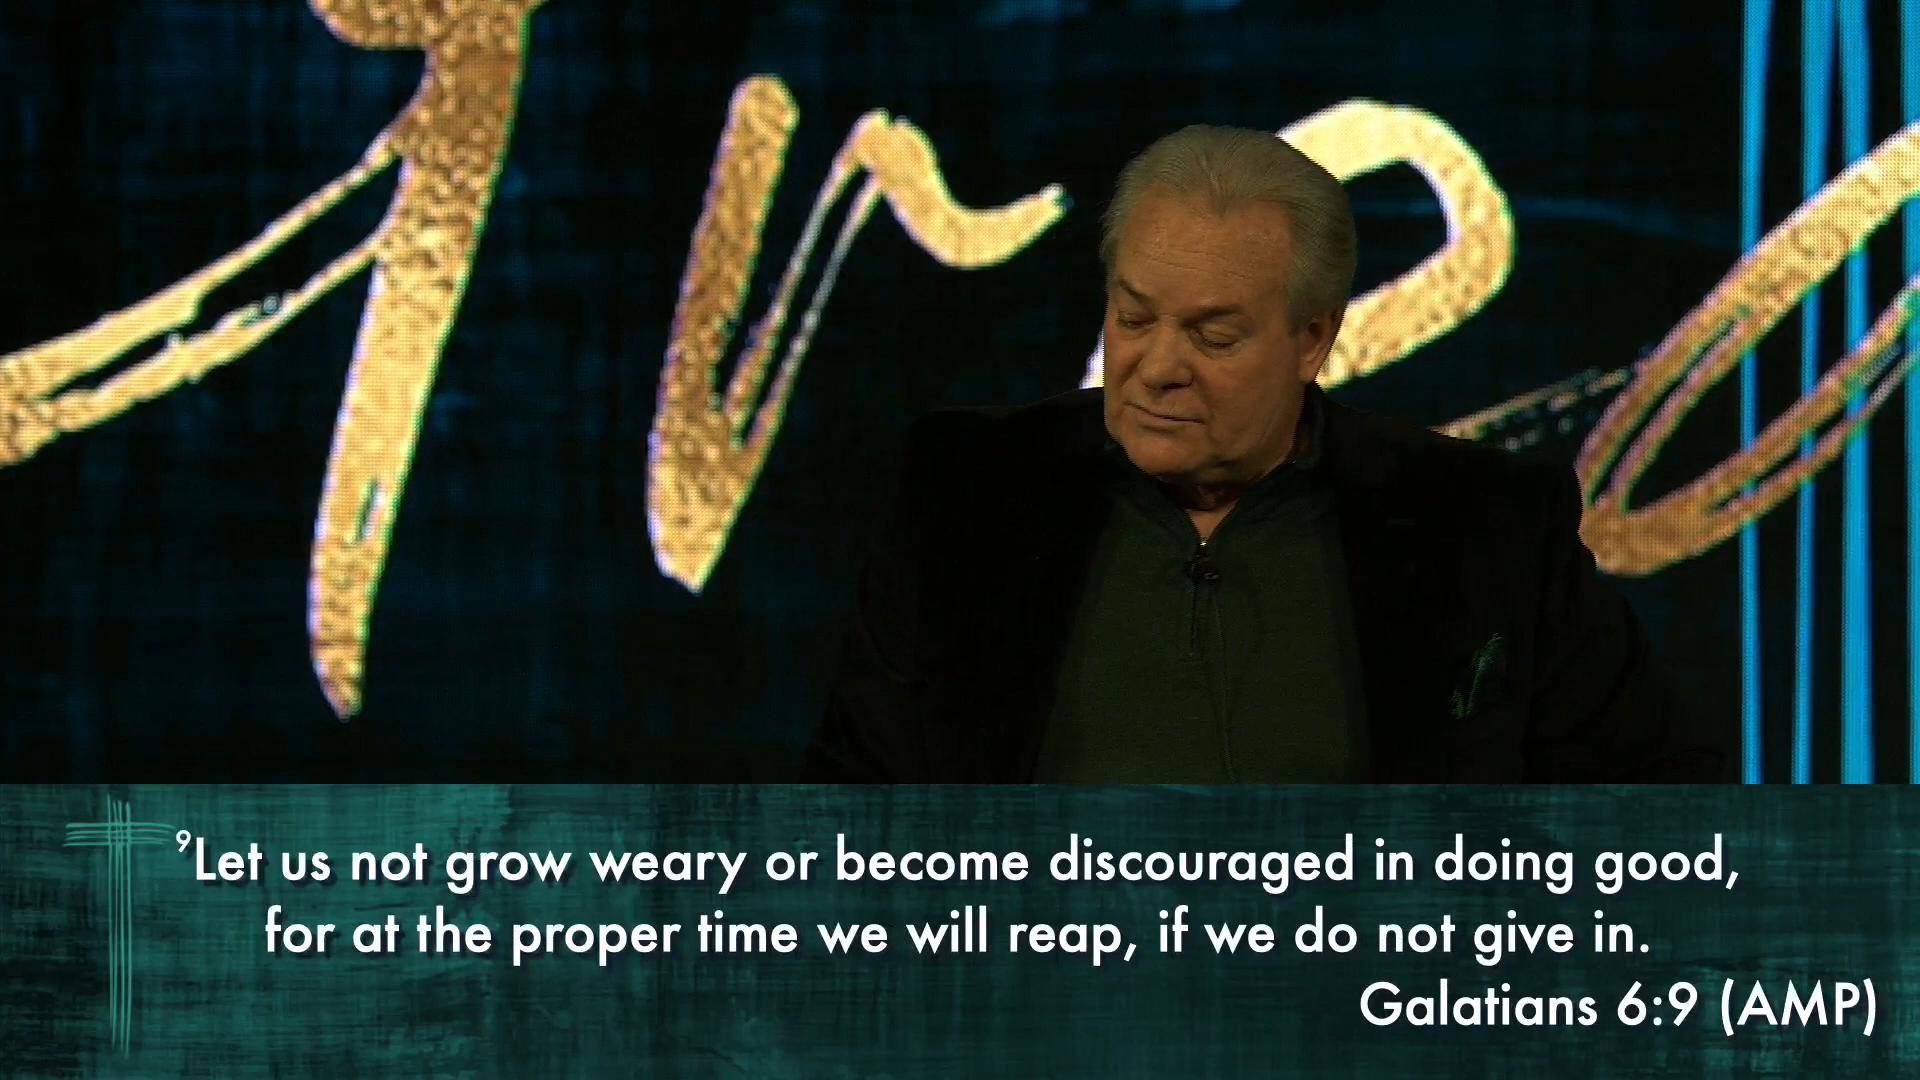 ⁹Let us not grow weary or become discouraged in doing good,
for at the proper time we will reap, if we do not give in.
Galatians 6:9 (AMP)